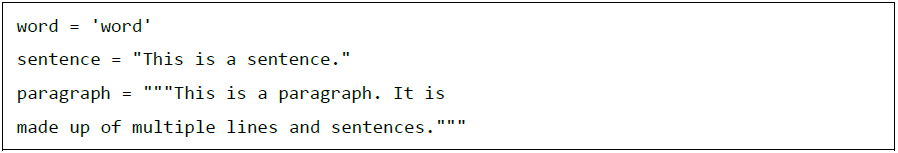 word = 'word'
sentence = "This is a sentence."
paragraph = """This is a paragraph. It is
made up of multiple lines and sentences."""